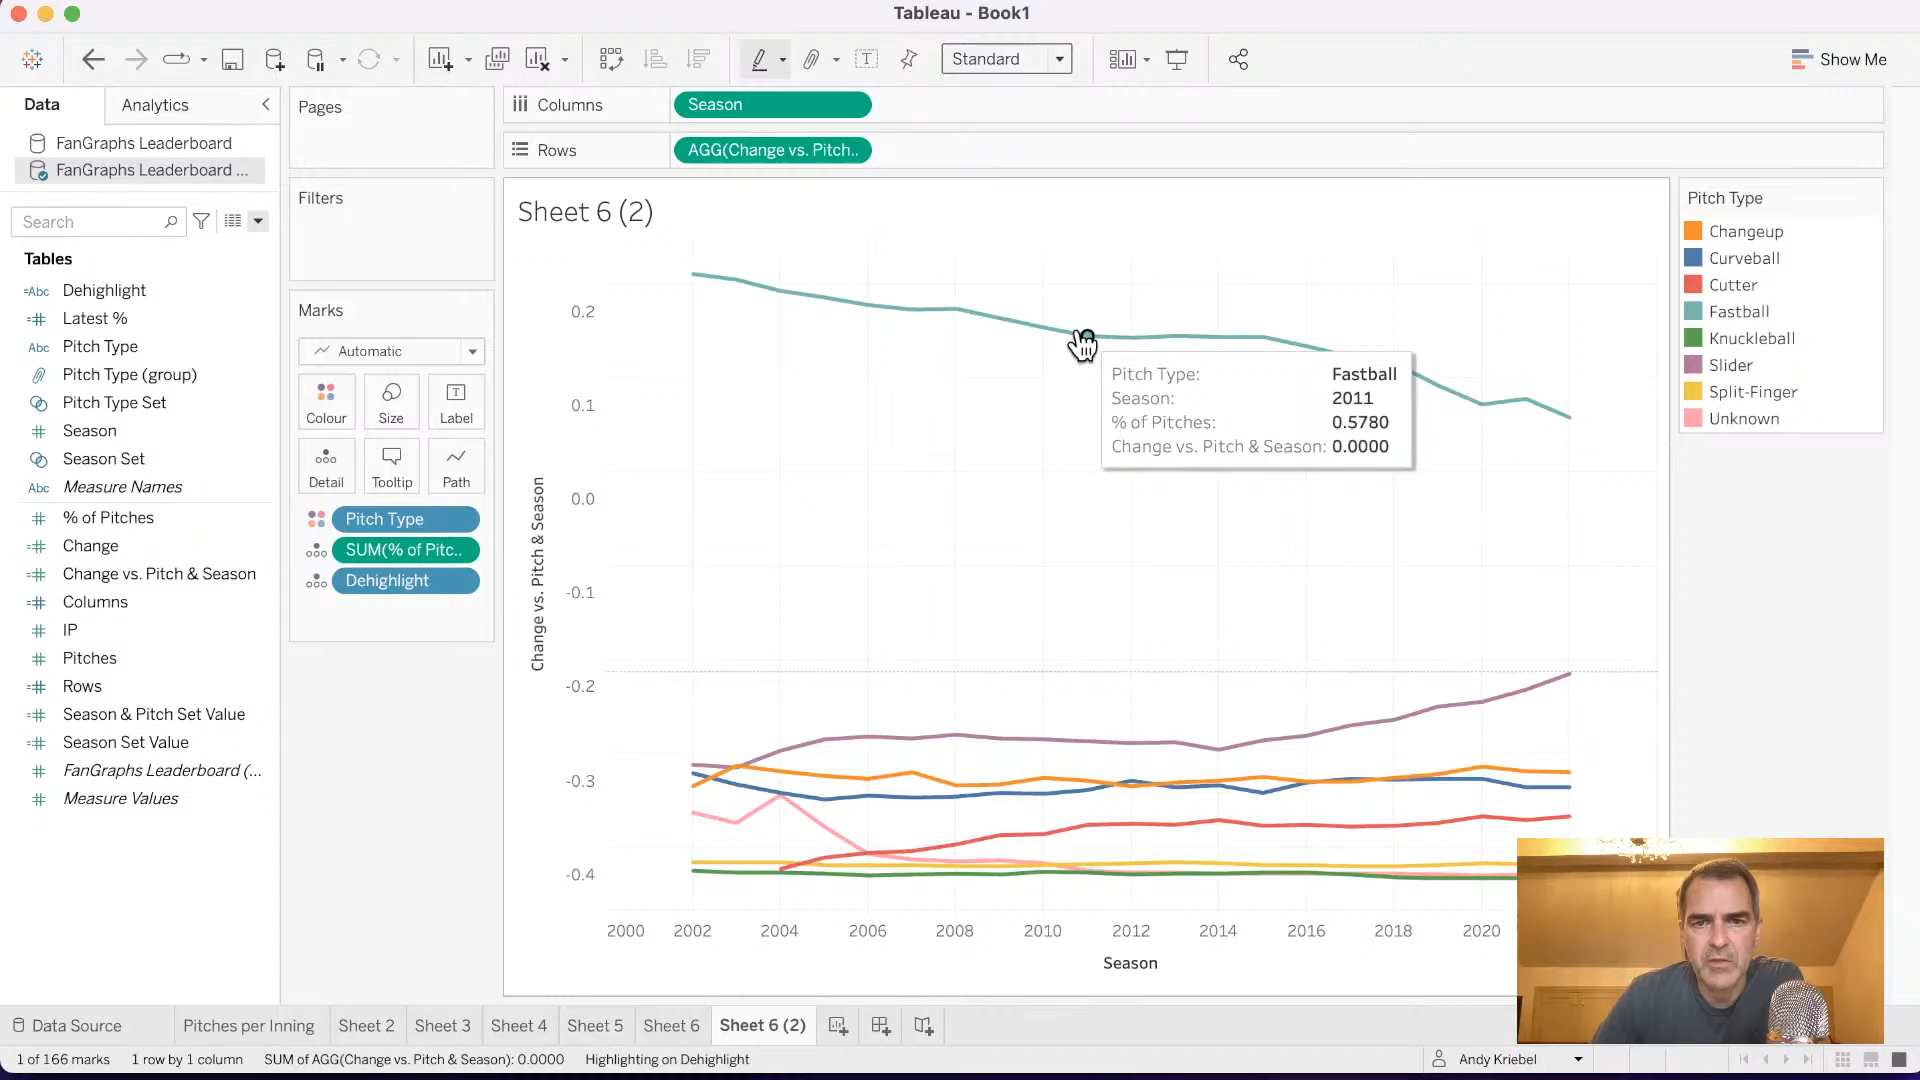 Tableau - Book1
Standard
Show Me
Data
Analytics
FanGraphs Leaderboard
FanGraphs Leaderboard ...
Search
Tables
=Abc Dehighlight
Latest %
Abc Pitch Type
Pitch Type (group)
Pitch Type Set
Season
Season Set
Abc Measure Names
% of Pitches
Change
Change vs. Pitch & Season
Columns
IP
Pitches
Rows
Season & Pitch Set Value
Season Set Value
FanGraphs Leaderboard (...
Measure Values
Pages
Filters
Marks
Automatic
Colour
Size
Label
Detail
Tooltip
Path
Pitch Type
SUM(% of Pitc..
Dehighlight
Columns
Season
Rows
AGG(Change vs. Pitch..
Sheet 6 (2)
Change vs. Pitch & Season
0.2
0.1
0.0
-0.1
-0.2
-0.3
-0.4
Pitch Type: Fastball
Season: 2011
% of Pitches: 0.5780
Change vs. Pitch & Season: 0.0000
2000 2002 2004 2006 2008 2010 2012 2014 2016 2018 2020
Season
Pitch Type
Changeup
Curveball
Cutter
Fastball
Knuckleball
Slider
Split-Finger
Unknown
Data Source
Pitches per Inning
Sheet 2
Sheet 3
Sheet 4
Sheet 5
Sheet 6
Sheet 6 (2)
1 of 166 marks
1 row by 1 column
SUM of AGG(Change vs. Pitch & Season): 0.0000
Highlighting on Dehighlight
Andy Kriebel